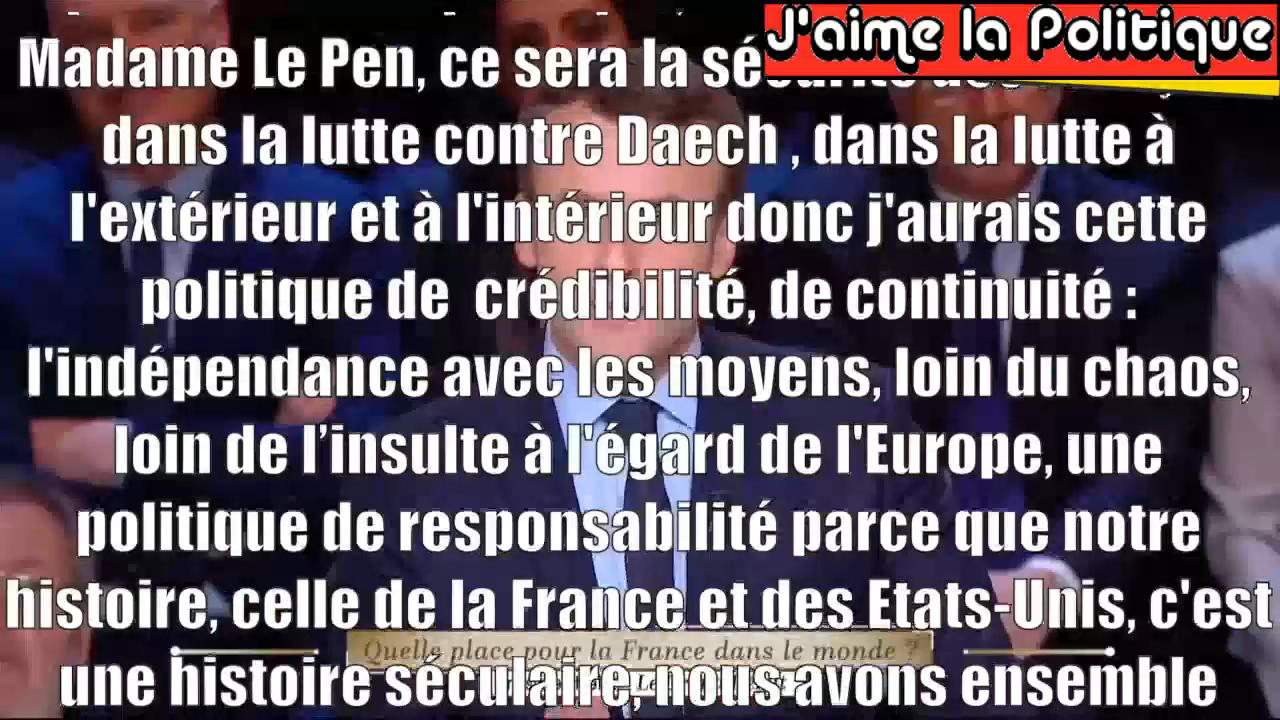 J'aime la Politique
Madame Le Pen, ce sera la sécurité
dans la lutte contre Daech , dans la lutte à
l'extérieur et à l'intérieur donc j'aurais cette
politique de crédibilité, de continuité :
l'indépendance avec les moyens, loin du chaos,
loin de l’insulte à l'égard de l'Europe, une
politique de responsabilité parce que notre
histoire, celle de la France et des Etats-Unis, c'est
Quelle place pour la France dans le monde ?
une histoire séculaire, nous avons ensemble